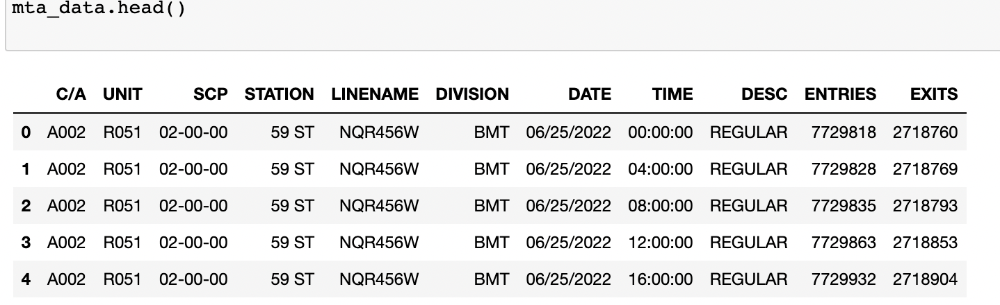 mta_data.head()
C/A UNIT SCP STATION LINENAME DIVISION DATE TIME DESC ENTRIES EXITS
0 A002 R051 02-00-00 59 ST NQR456W BMT 06/25/2022 00:00:00 REGULAR 7729818 2718760
1 A002 R051 02-00-00 59 ST NQR456W BMT 06/25/2022 04:00:00 REGULAR 7729828 2718769
2 A002 R051 02-00-00 59 ST NQR456W BMT 06/25/2022 08:00:00 REGULAR 7729835 2718793
3 A002 R051 02-00-00 59 ST NQR456W BMT 06/25/2022 12:00:00 REGULAR 7729863 2718853
4 A002 R051 02-00-00 59 ST NQR456W BMT 06/25/2022 16:00:00 REGULAR 7729932 2718904